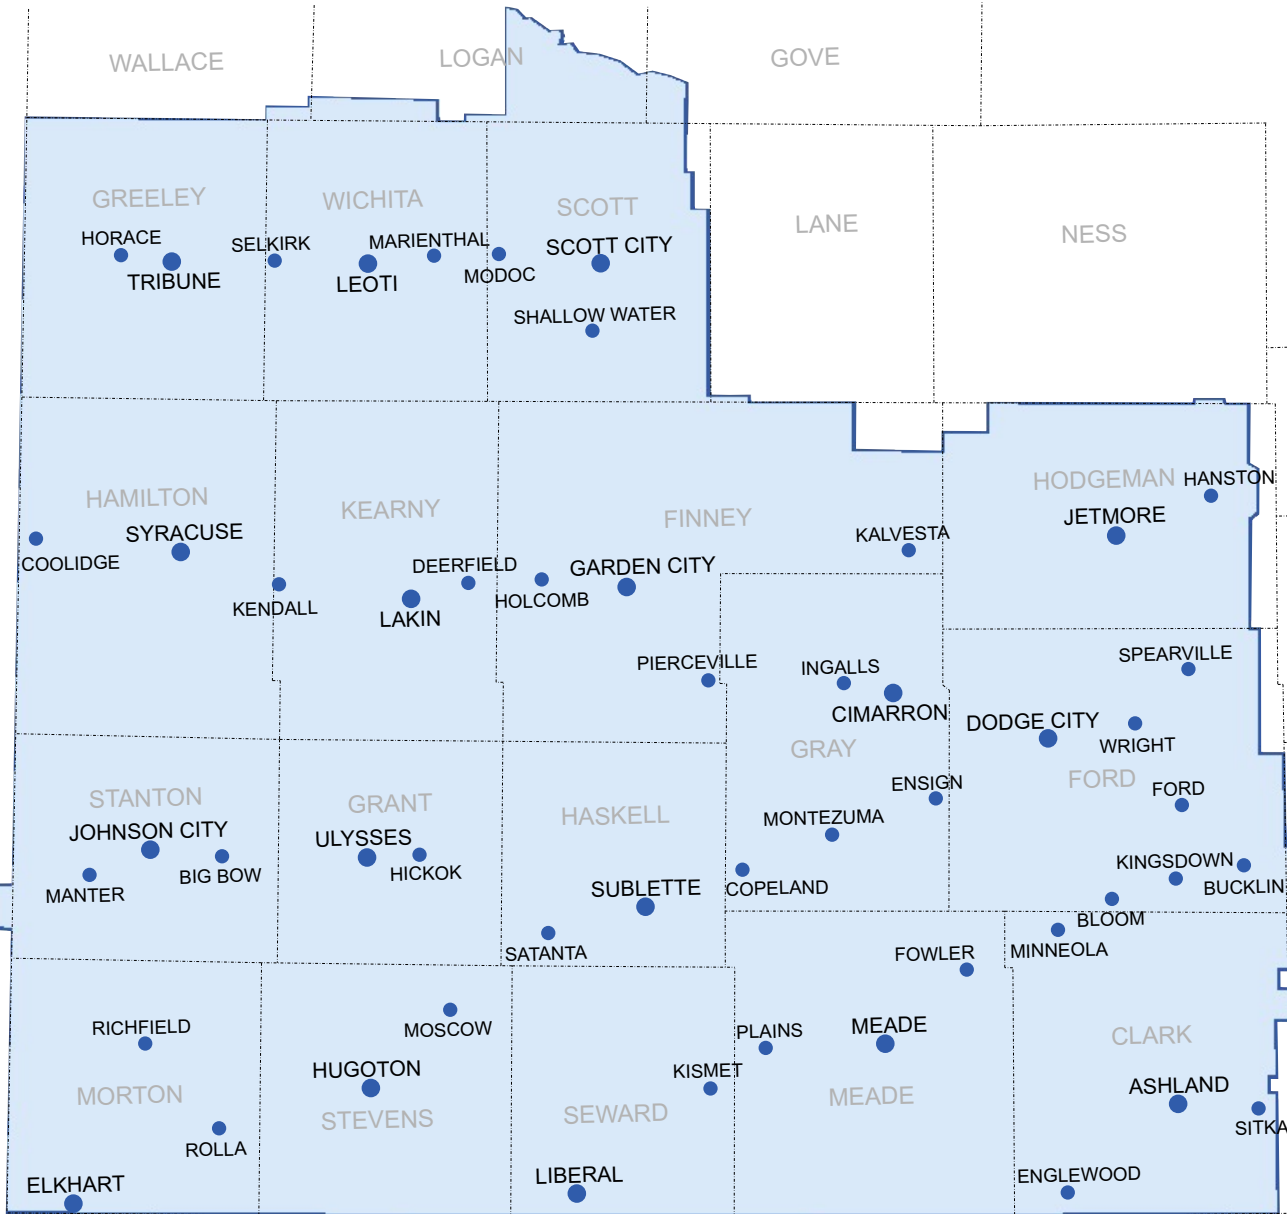 WALLACE
LOGAN
GOVE
GREELEY
WICHITA
SCOTT
LANE
NESS
HORACE
SELKIRK
MARIENTHAL
SCOTT CITY
TRIBUNE
LEOTI
MODOC
SHALLOW WATER
HAMILTON
KEARNY
FINNEY
HODGEMAN
HANSTON
SYRACUSE
JETMORE
KALVESTA
COOLIDGE
DEERFIELD
GARDEN CITY
KENDALL
LAKIN
HOLCOMB
PIERCEVILLE
INGALLS
SPEARVILLE
CIMARRON
DODGE CITY
WRIGHT
GRAY
FORD
STANTON
GRANT
HASKELL
ENSIGN
FORD
JOHNSON CITY
ULYSSES
MONTEZUMA
BIG BOW
HICKOK
KINGSDOWN
MANTER
SUBLETTE
COPELAND
BUCKLIN
BLOOM
SATANTA
FOWLER
MINNEOLA
RICHFIELD
MOSCOW
PLAINS
MEADE
CLARK
HUGOTON
KISMET
ASHLAND
MORTON
STEVENS
SEWARD
MEADE
SITKA
ROLLA
ELKHART
LIBERAL
ENGLEWOOD